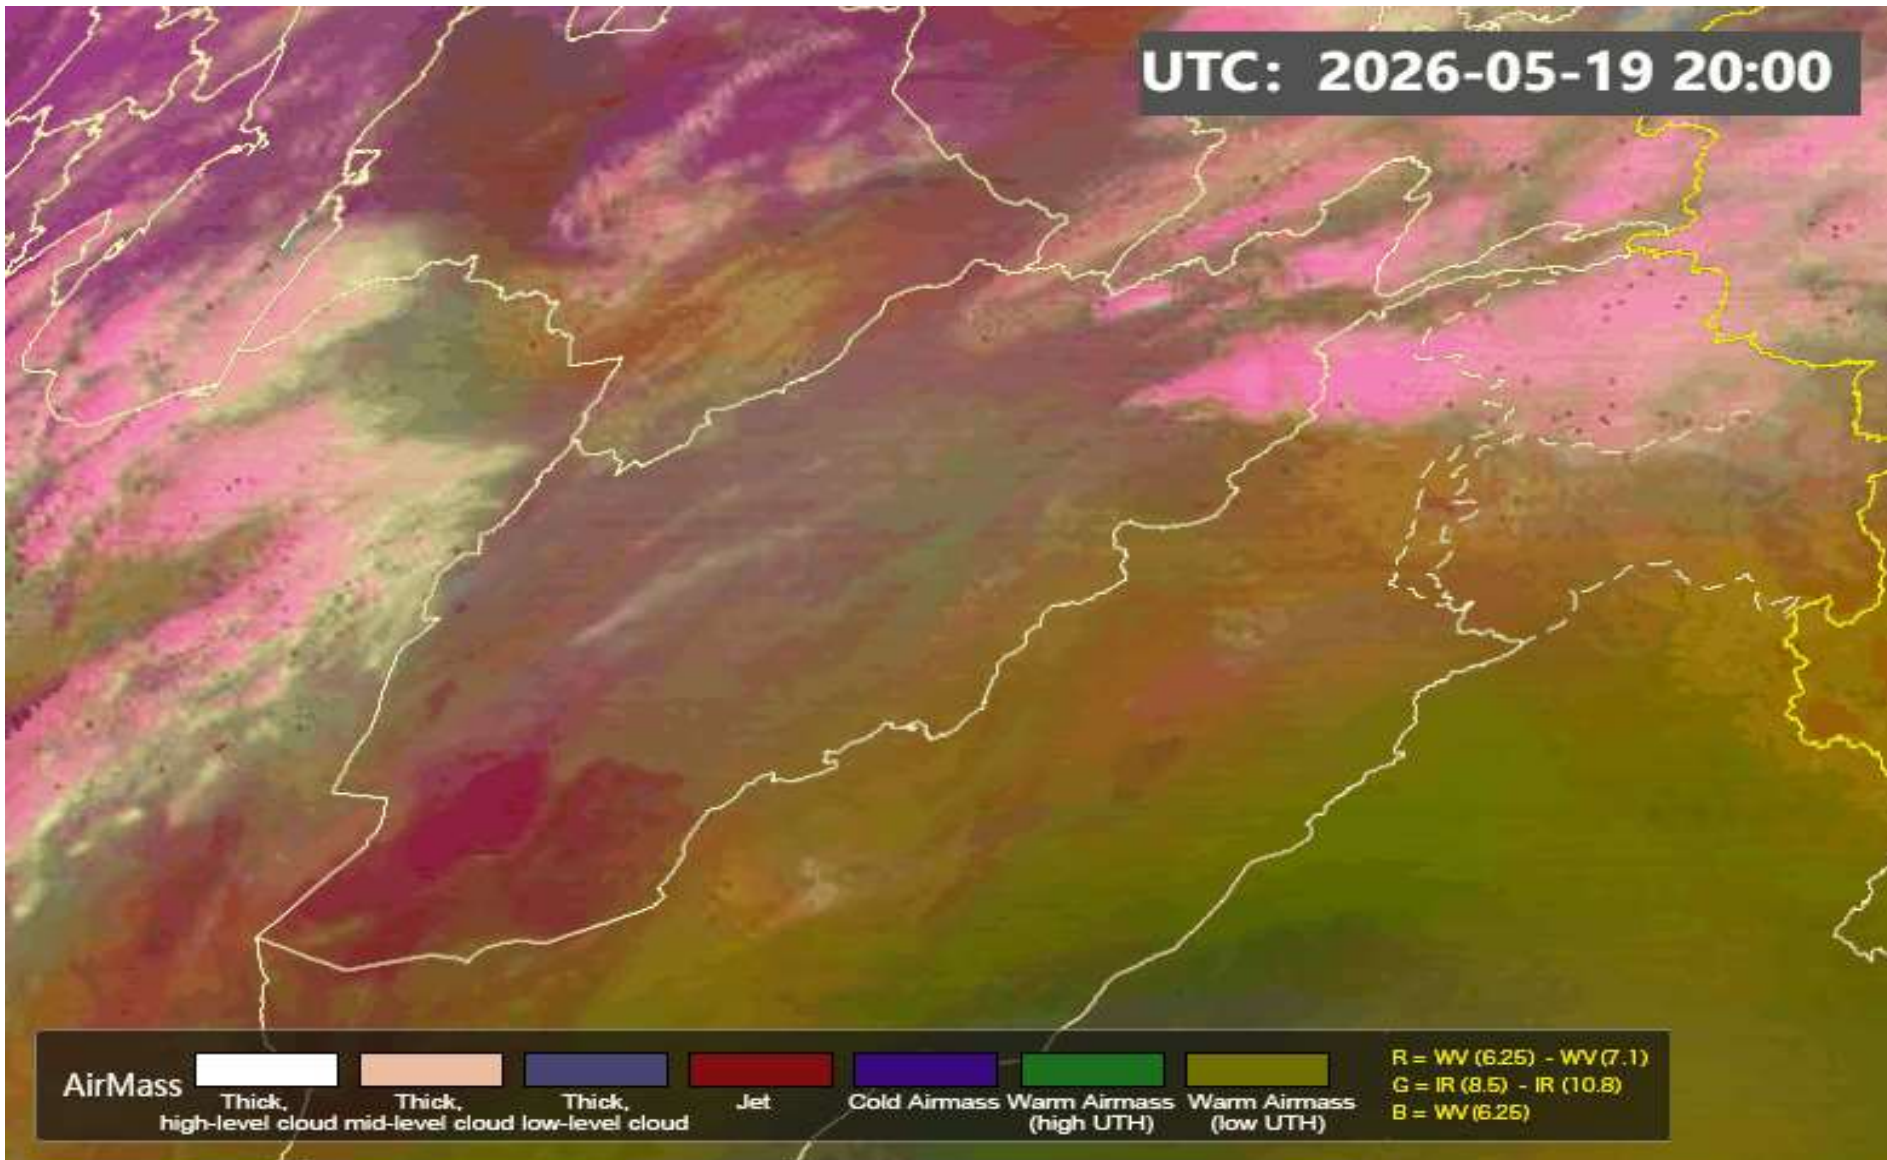 UTC: 2026-05-19 20:00
AirMass
Thick,
high-level cloud
Thick,
mid-level cloud
Thick,
low-level cloud
Jet
Cold Airmass
Warm Airmass
(high UTH)
Warm Airmass
(low UTH)
R = WV (6.25) - WV (7.1)
G = IR (8.5) - IR (10.8)
B = WV (6.25)